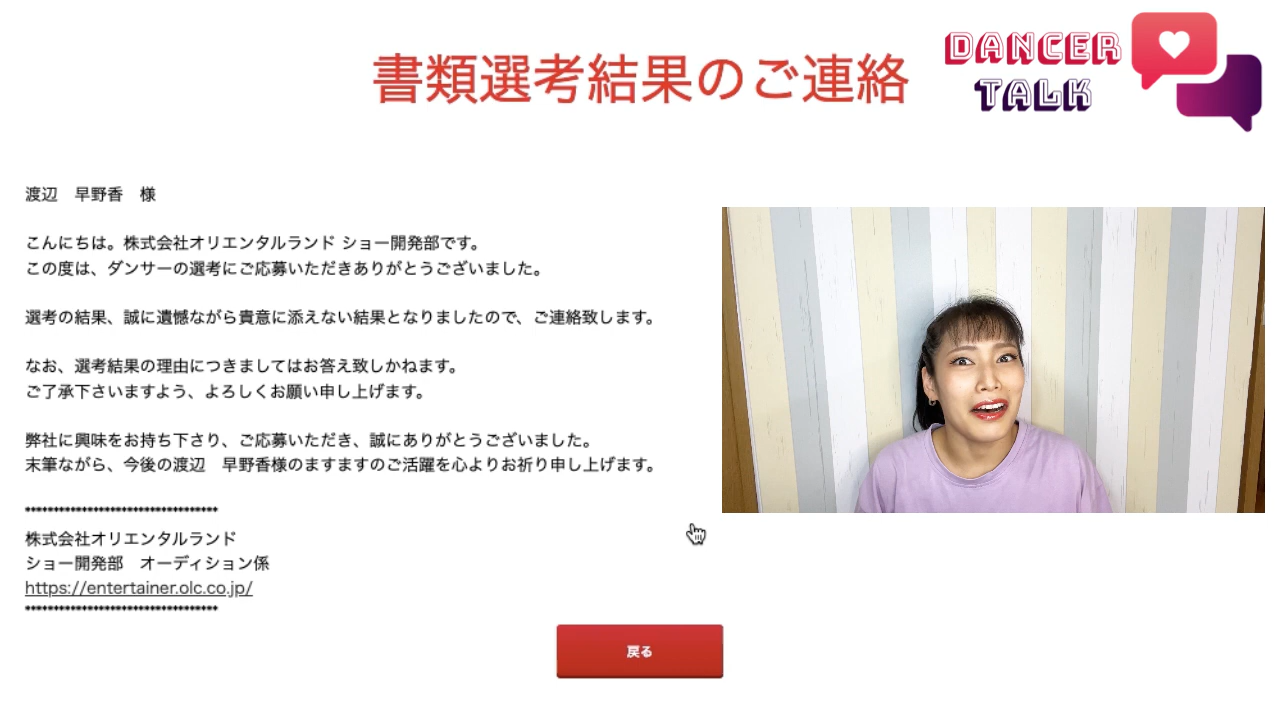 書類選考結果のご連絡
DANCER
TALK
渡辺　早野香　様
こんにちは。株式会社オリエンタルランド ショー開発部です。
この度は、ダンサーの選考にご応募いただきありがとうございました。
選考の結果、誠に遺憾ながら貴意に添えない結果となりましたので、ご連絡致します。
なお、選考結果の理由につきましてはお答え致しかねます。
ご了承下さいますよう、よろしくお願い申し上げます。
弊社に興味をお持ち下さり、ご応募いただき、誠にありがとうございました。
末筆ながら、今後の渡辺　早野香様のますますのご活躍を心よりお祈り申し上げます。
***********************************
株式会社オリエンタルランド
ショー開発部　オーディション係
https://entertainer.olc.co.jp/
***********************************
戻る